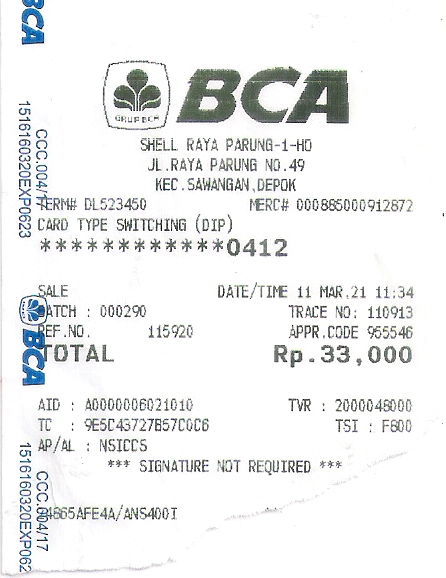 BCA
GRUP BCA
BCA
SHELL RAYA PARUNG-1-HO
JL.RAYA PARUNG NO.49
KEC.SAWANGAN,DEPOK
TERM# DL523450 MERC# 000885000912872
CARD TYPE SWITCHING (DIP)
************0412
SALE DATE/TIME 11 MAR,21 11:34
BATCH : 000290 TRACE NO: 110913
REF.NO. 115920 APPR.CODE 955546
TOTAL Rp.33,000
AID : A0000006021010 TVR : 2000048000
TC : 9E5C43727B57C0C6 TSI : F800
AP/AL : NSICCS
*** SIGNATURE NOT REQUIRED ***
04865AFE4A/ANS400I
CCC.004/17
1516160320EXP0623
BCA
CCC.004/17
1516160320EXP062